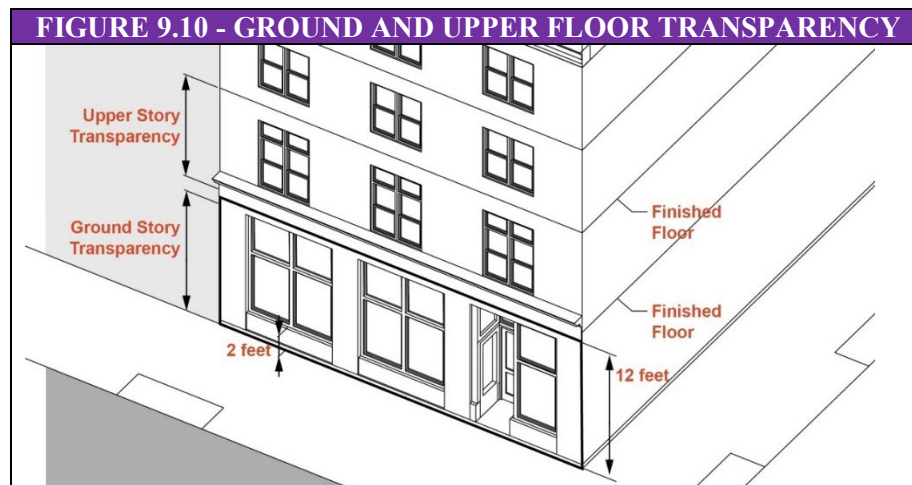 FIGURE 9.10 - GROUND AND UPPER FLOOR TRANSPARENCY
Upper Story
Transparency
Ground Story
Transparency
Finished
Floor
Finished
Floor
2 feet
12 feet